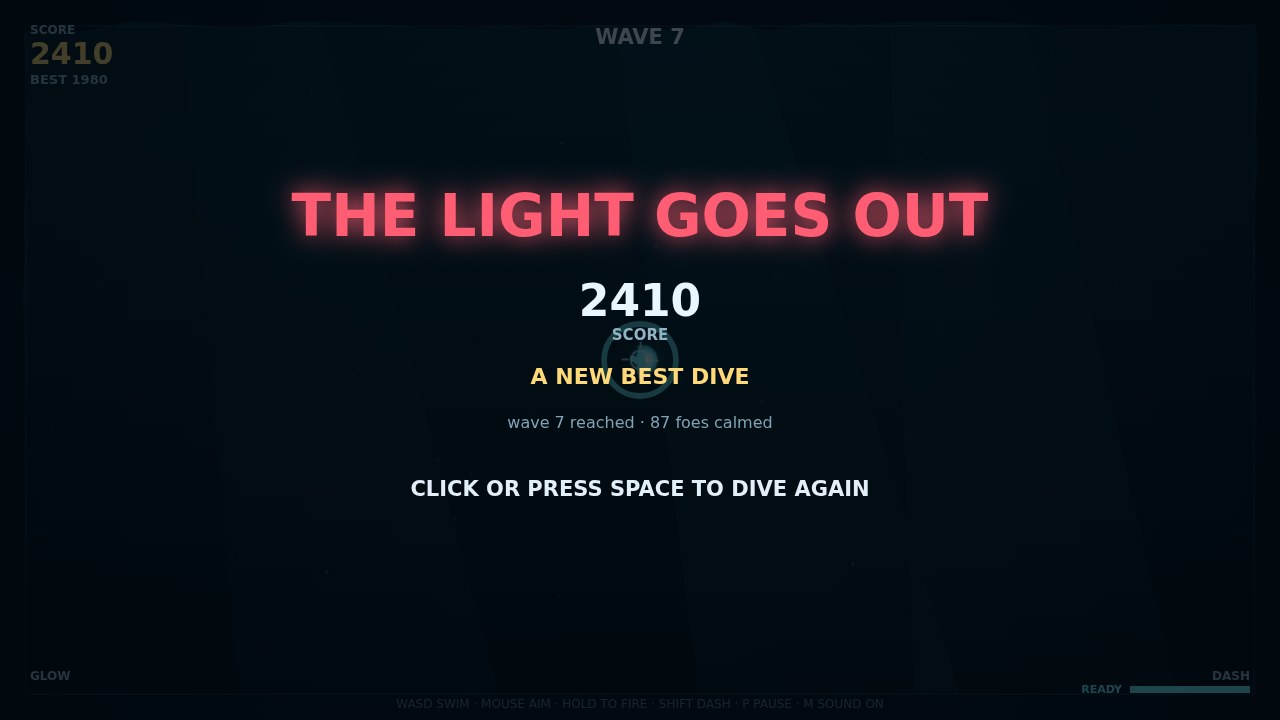 SCORE
2410
BEST 1980
WAVE 7
THE LIGHT GOES OUT
2410
SCORE
A NEW BEST DIVE
wave 7 reached · 87 foes calmed
CLICK OR PRESS SPACE TO DIVE AGAIN
GLOW
DASH
READY
WASD SWIM · MOUSE AIM · HOLD TO FIRE · SHIFT DASH · P PAUSE · M SOUND ON